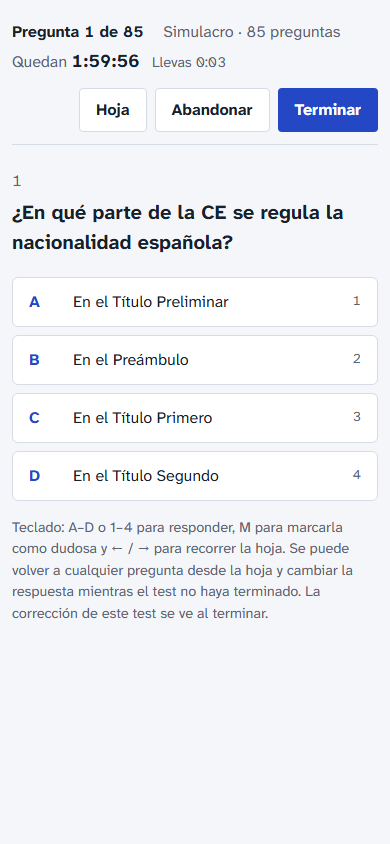 Pregunta 1 de 85 Simulacro · 85 preguntas
Quedan 1:59:56 Llevas 0:03
Hoja Abandonar Terminar
1
¿En qué parte de la CE se regula la
nacionalidad española?
A En el Título Preliminar 1
B En el Preámbulo 2
C En el Título Primero 3
D En el Título Segundo 4
Teclado: A–D o 1–4 para responder, M para marcarla
como dudosa y ← / → para recorrer la hoja. Se puede
volver a cualquier pregunta desde la hoja y cambiar la
respuesta mientras el test no haya terminado. La
corrección de este test se ve al terminar.